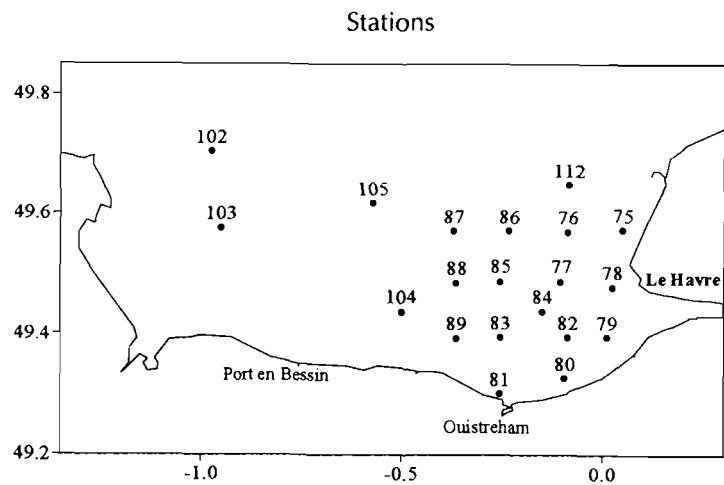 Stations
49.8
102
112
105
49.6
103
87 86 76 75
88 85 77 78
Le Havre
104 84
49.4
89 83 82 79
Port en Bessin
81 80
Ouistreham
49.2
-1.0 -0.5 0.0